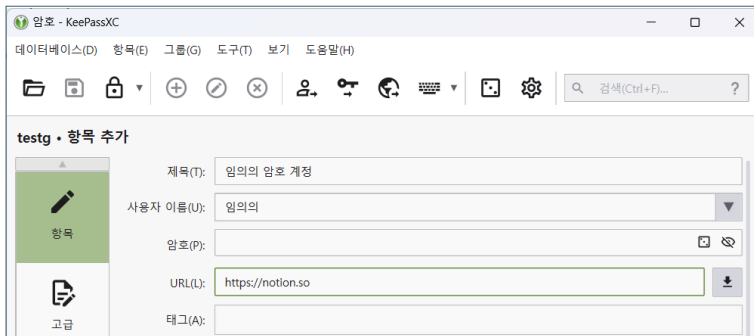 암호 - KeePassXC
데이터베이스(D) 항목(E) 그룹(G) 도구(T) 보기 도움말(H)
검색(Ctrl+F)... ?
testg • 항목 추가
항목
고급
제목(T): 임의의 암호 계정
사용자 이름(U): 임의의
암호(P):
URL(L): https://notion.so
태그(A):